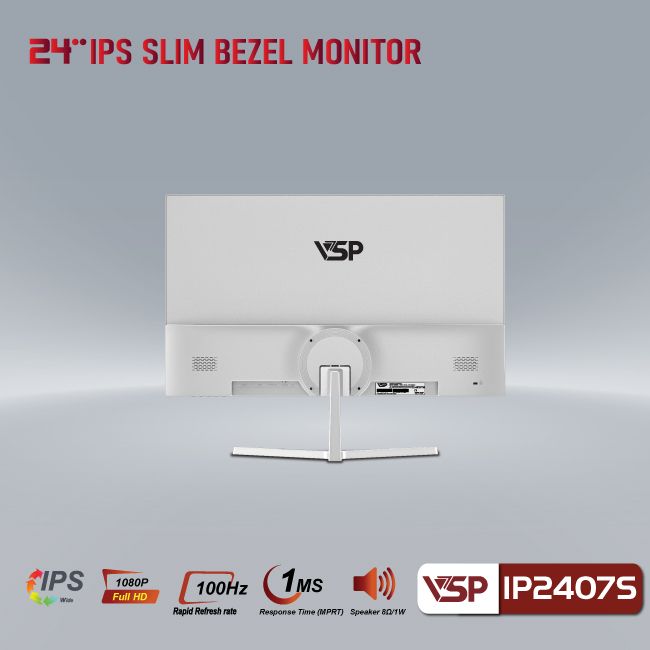 24" IPS SLIM BEZEL MONITOR
VSP
VSP
IPS
Wide
1080P
Full HD
100Hz
Rapid Refresh rate
1MS
Response Time (MPRT)
Speaker 8Ω/1W
VSP IP2407S